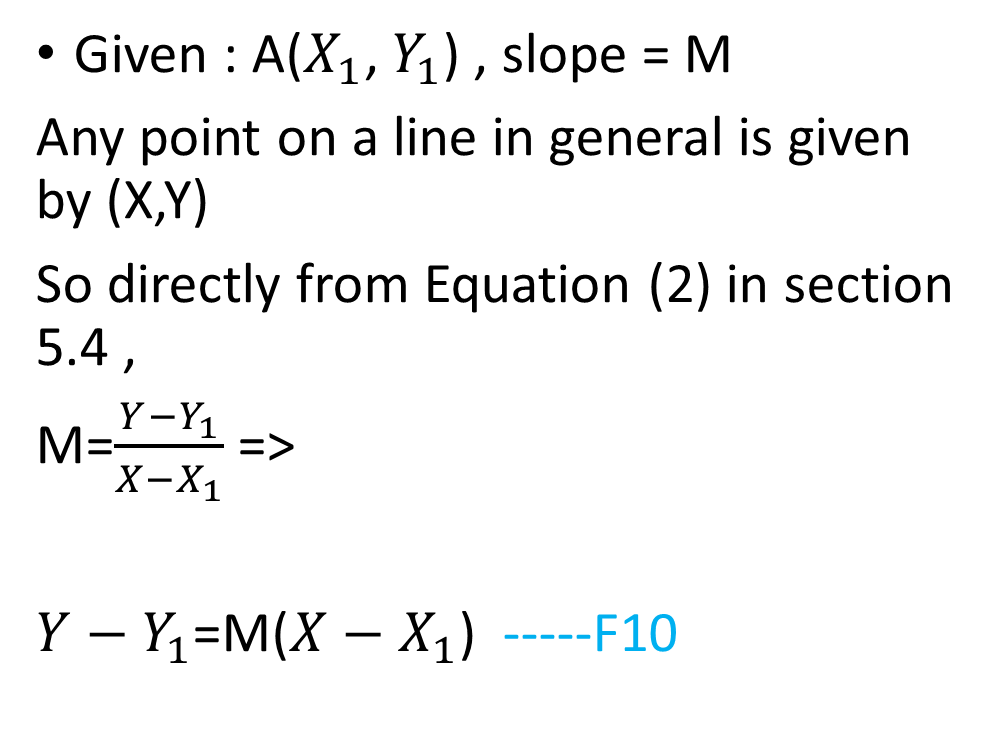 • Given : A(𝑋₁, 𝑌₁) , slope = M
Any point on a line in general is given
by (X,Y)
So directly from Equation (2) in section
5.4 ,
M=\frac{𝑌−𝑌₁}{𝑋−𝑋₁} =>
𝑌 − 𝑌₁=M(𝑋 − 𝑋₁) -----F10